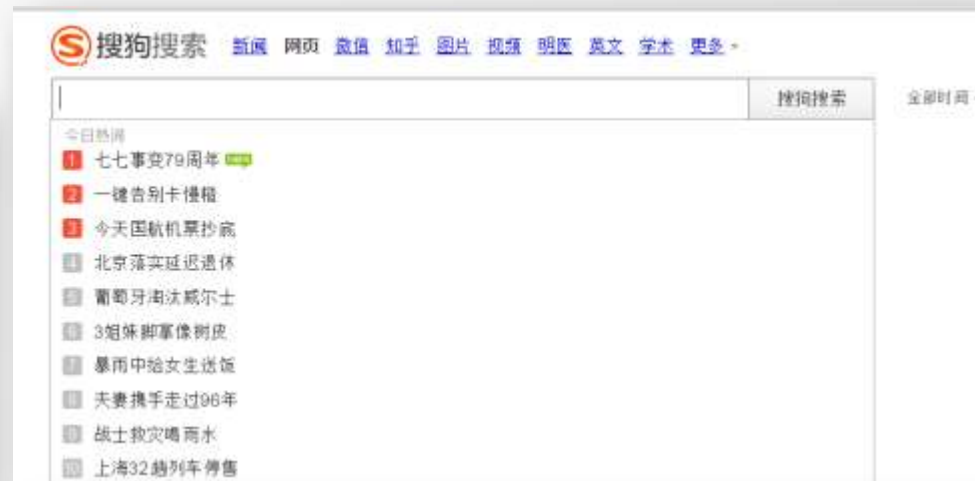 搜狗搜索 新闻 网页 微信 知乎 图片 视频 明医 英文 学术 更多
搜狗搜索 全部时间
今日热闻
1 七七事变79周年
2 一键告别卡慢稽
3 今天国航机票抄底
4 北京落实延迟退休
5 葡萄牙淘汰威尔士
6 3姐妹脚掌像树皮
7 暴雨中给女生送饭
8 夫妻携手走过96年
9 战士救灾喝雨水
10 上海32趟列车停售